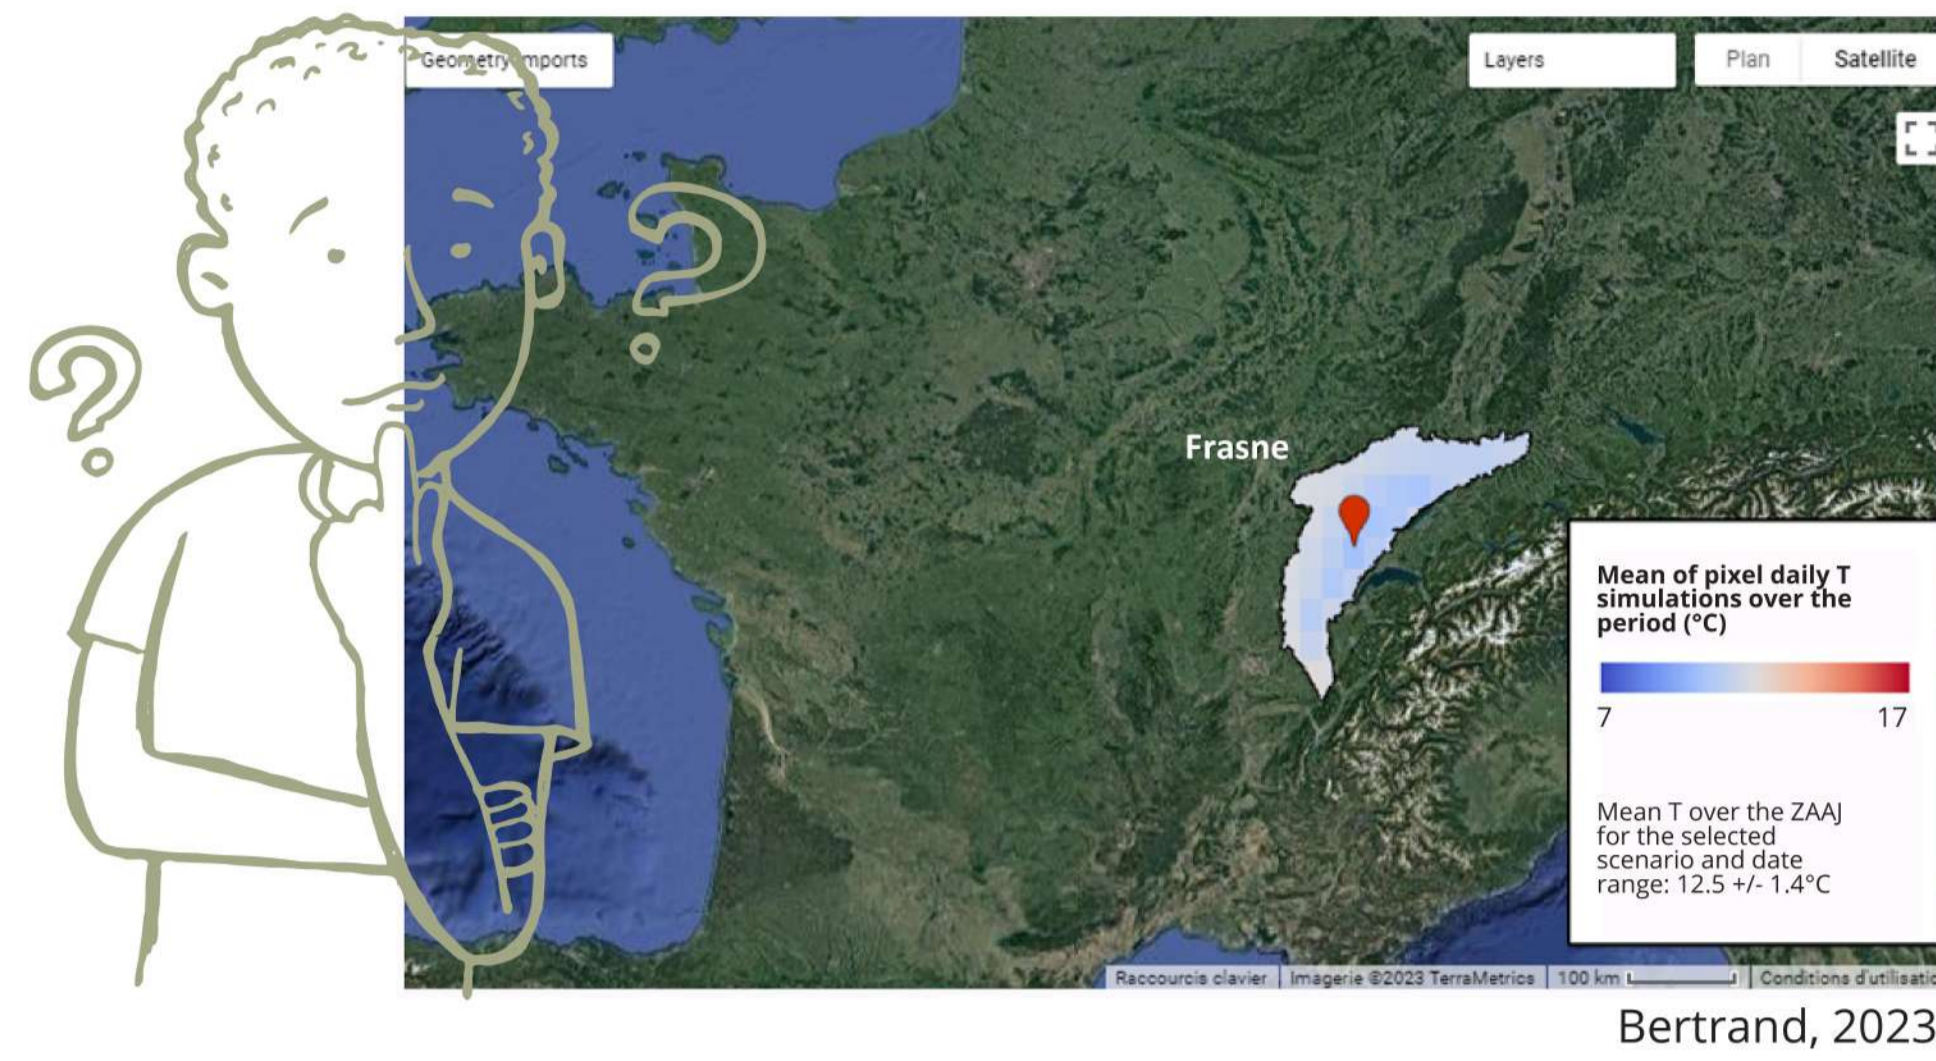 Geometry Imports
Layers
Plan
Satellite
?
?
Frasne
Mean of pixel daily T
simulations over the
period (°C)
7
17
Mean T over the ZAAJ
for the selected
scenario and date
range: 12.5 +/- 1.4°C
Raccourcis clavier
Imagerie ©2023 TerraMetrics
100 km
Conditions d'utilisatio
Bertrand, 2023